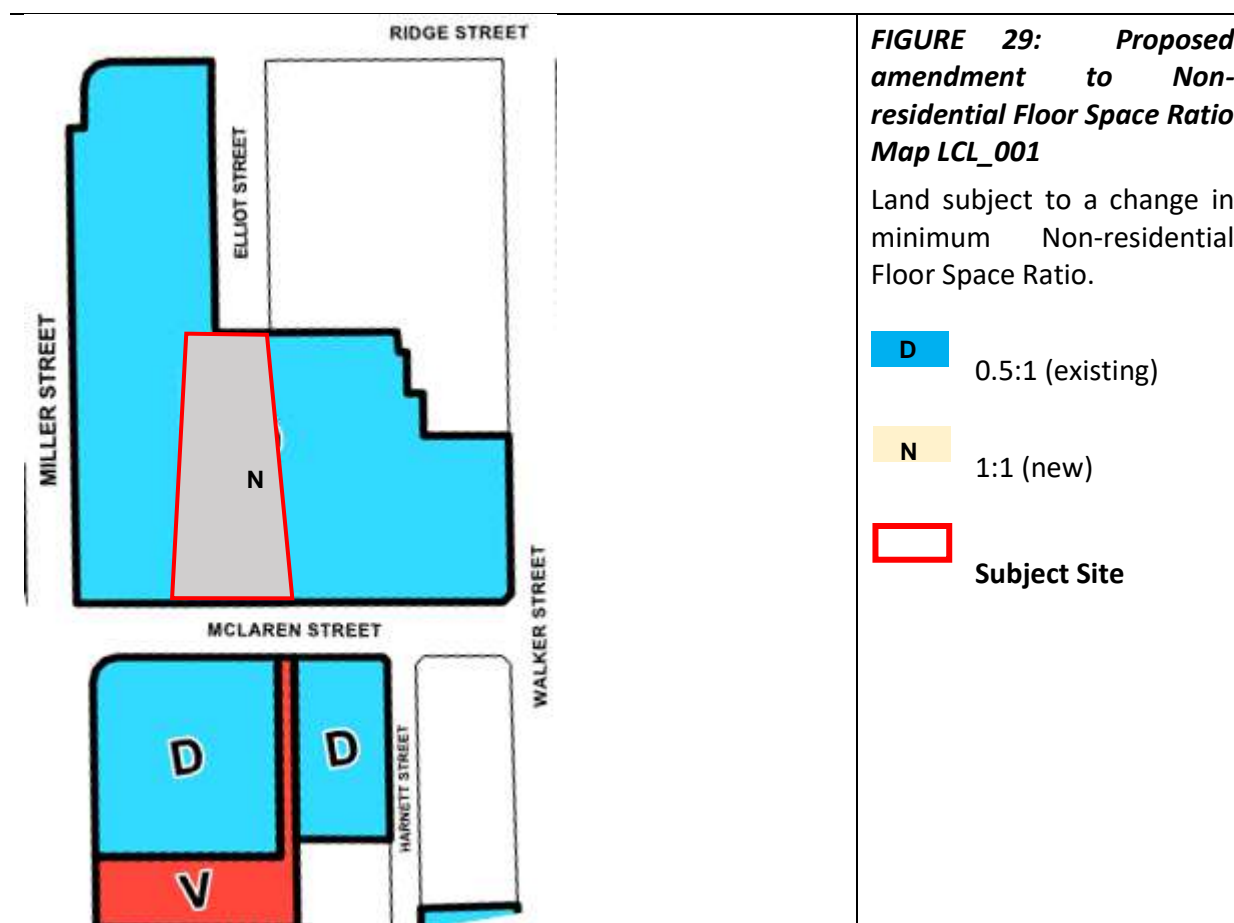 RIDGE STREET
ELLIOT STREET
MILLER STREET
N
MCLAREN STREET
WALKER STREET
D
D
HARNETT STREET
V
FIGURE 29: Proposed
amendment to Non-
residential Floor Space Ratio
Map LCL_001
Land subject to a change in
minimum Non-residential
Floor Space Ratio.
D
0.5:1 (existing)
N
1:1 (new)
Subject Site